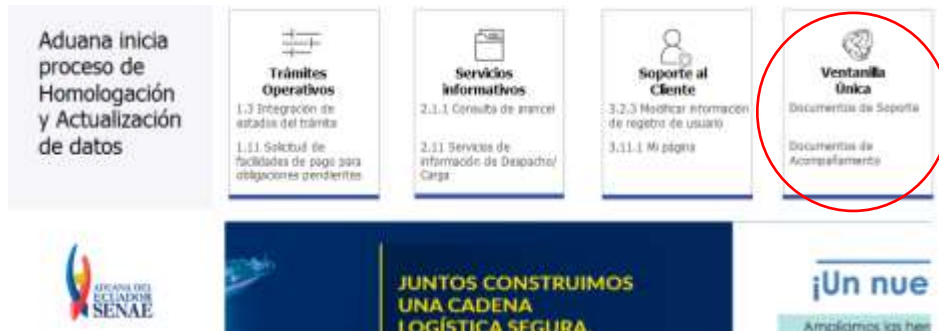 Aduana inicia
proceso de
Homologación
y Actualización
de datos
Trámites
Operativos
1.3 Integración de
estados del trámite
1.11 Solicitud de
facilidades de pago para
obligaciones pendientes
Servicios
informativos
2.1.1 Consulta de arancel
2.11 Servicios de
información de Despacho/
Carga
Soporte al
Cliente
3.2.3 Modificar información
de registro de usuario
3.11.1 Mi página
Ventanilla
Única
Documentos de Soporte
Documentos de
Acompañamiento
ADUANA DEL
ECUADOR
SENAE
JUNTOS CONSTRUIMOS
UNA CADENA
LOGÍSTICA SEGURA.
¡Un nue
Ampliamos los her